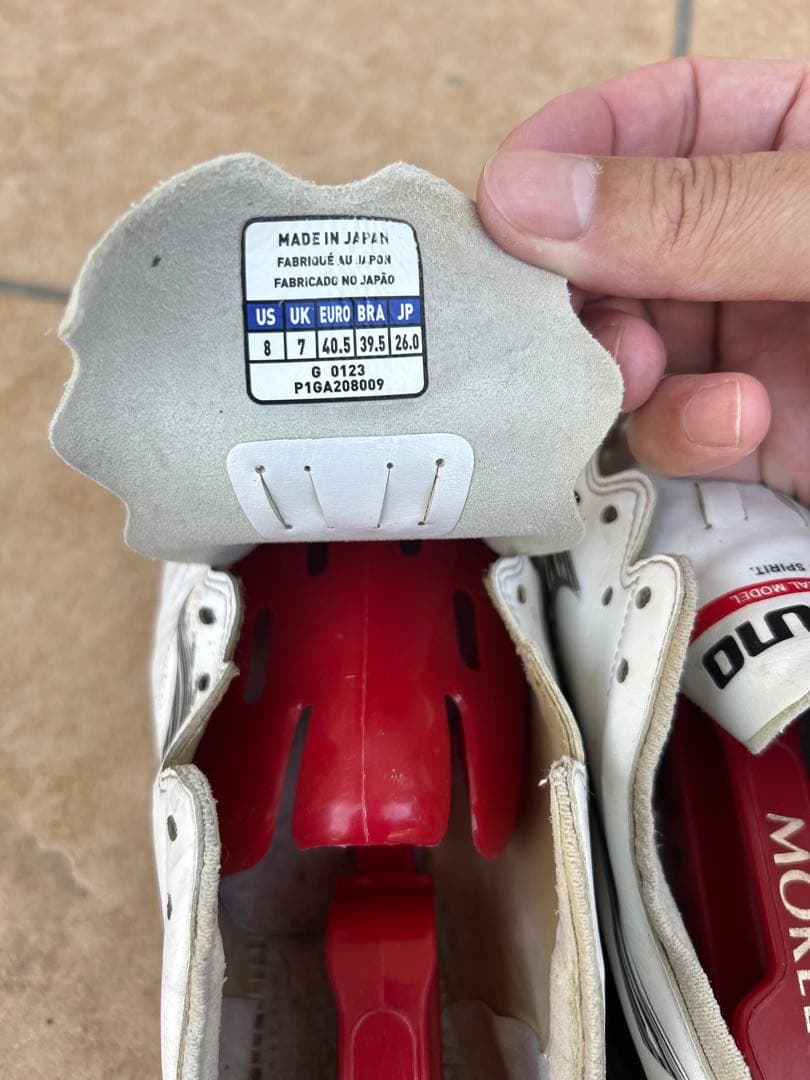 MADE IN JAPAN
FABRIQUÉ AU JAPON
FABRICADO NO JAPÃO
US UK EURO BRA JP
8 7 40.5 39.5 26.0
G 0123
P1GA208009
SPIRIT.